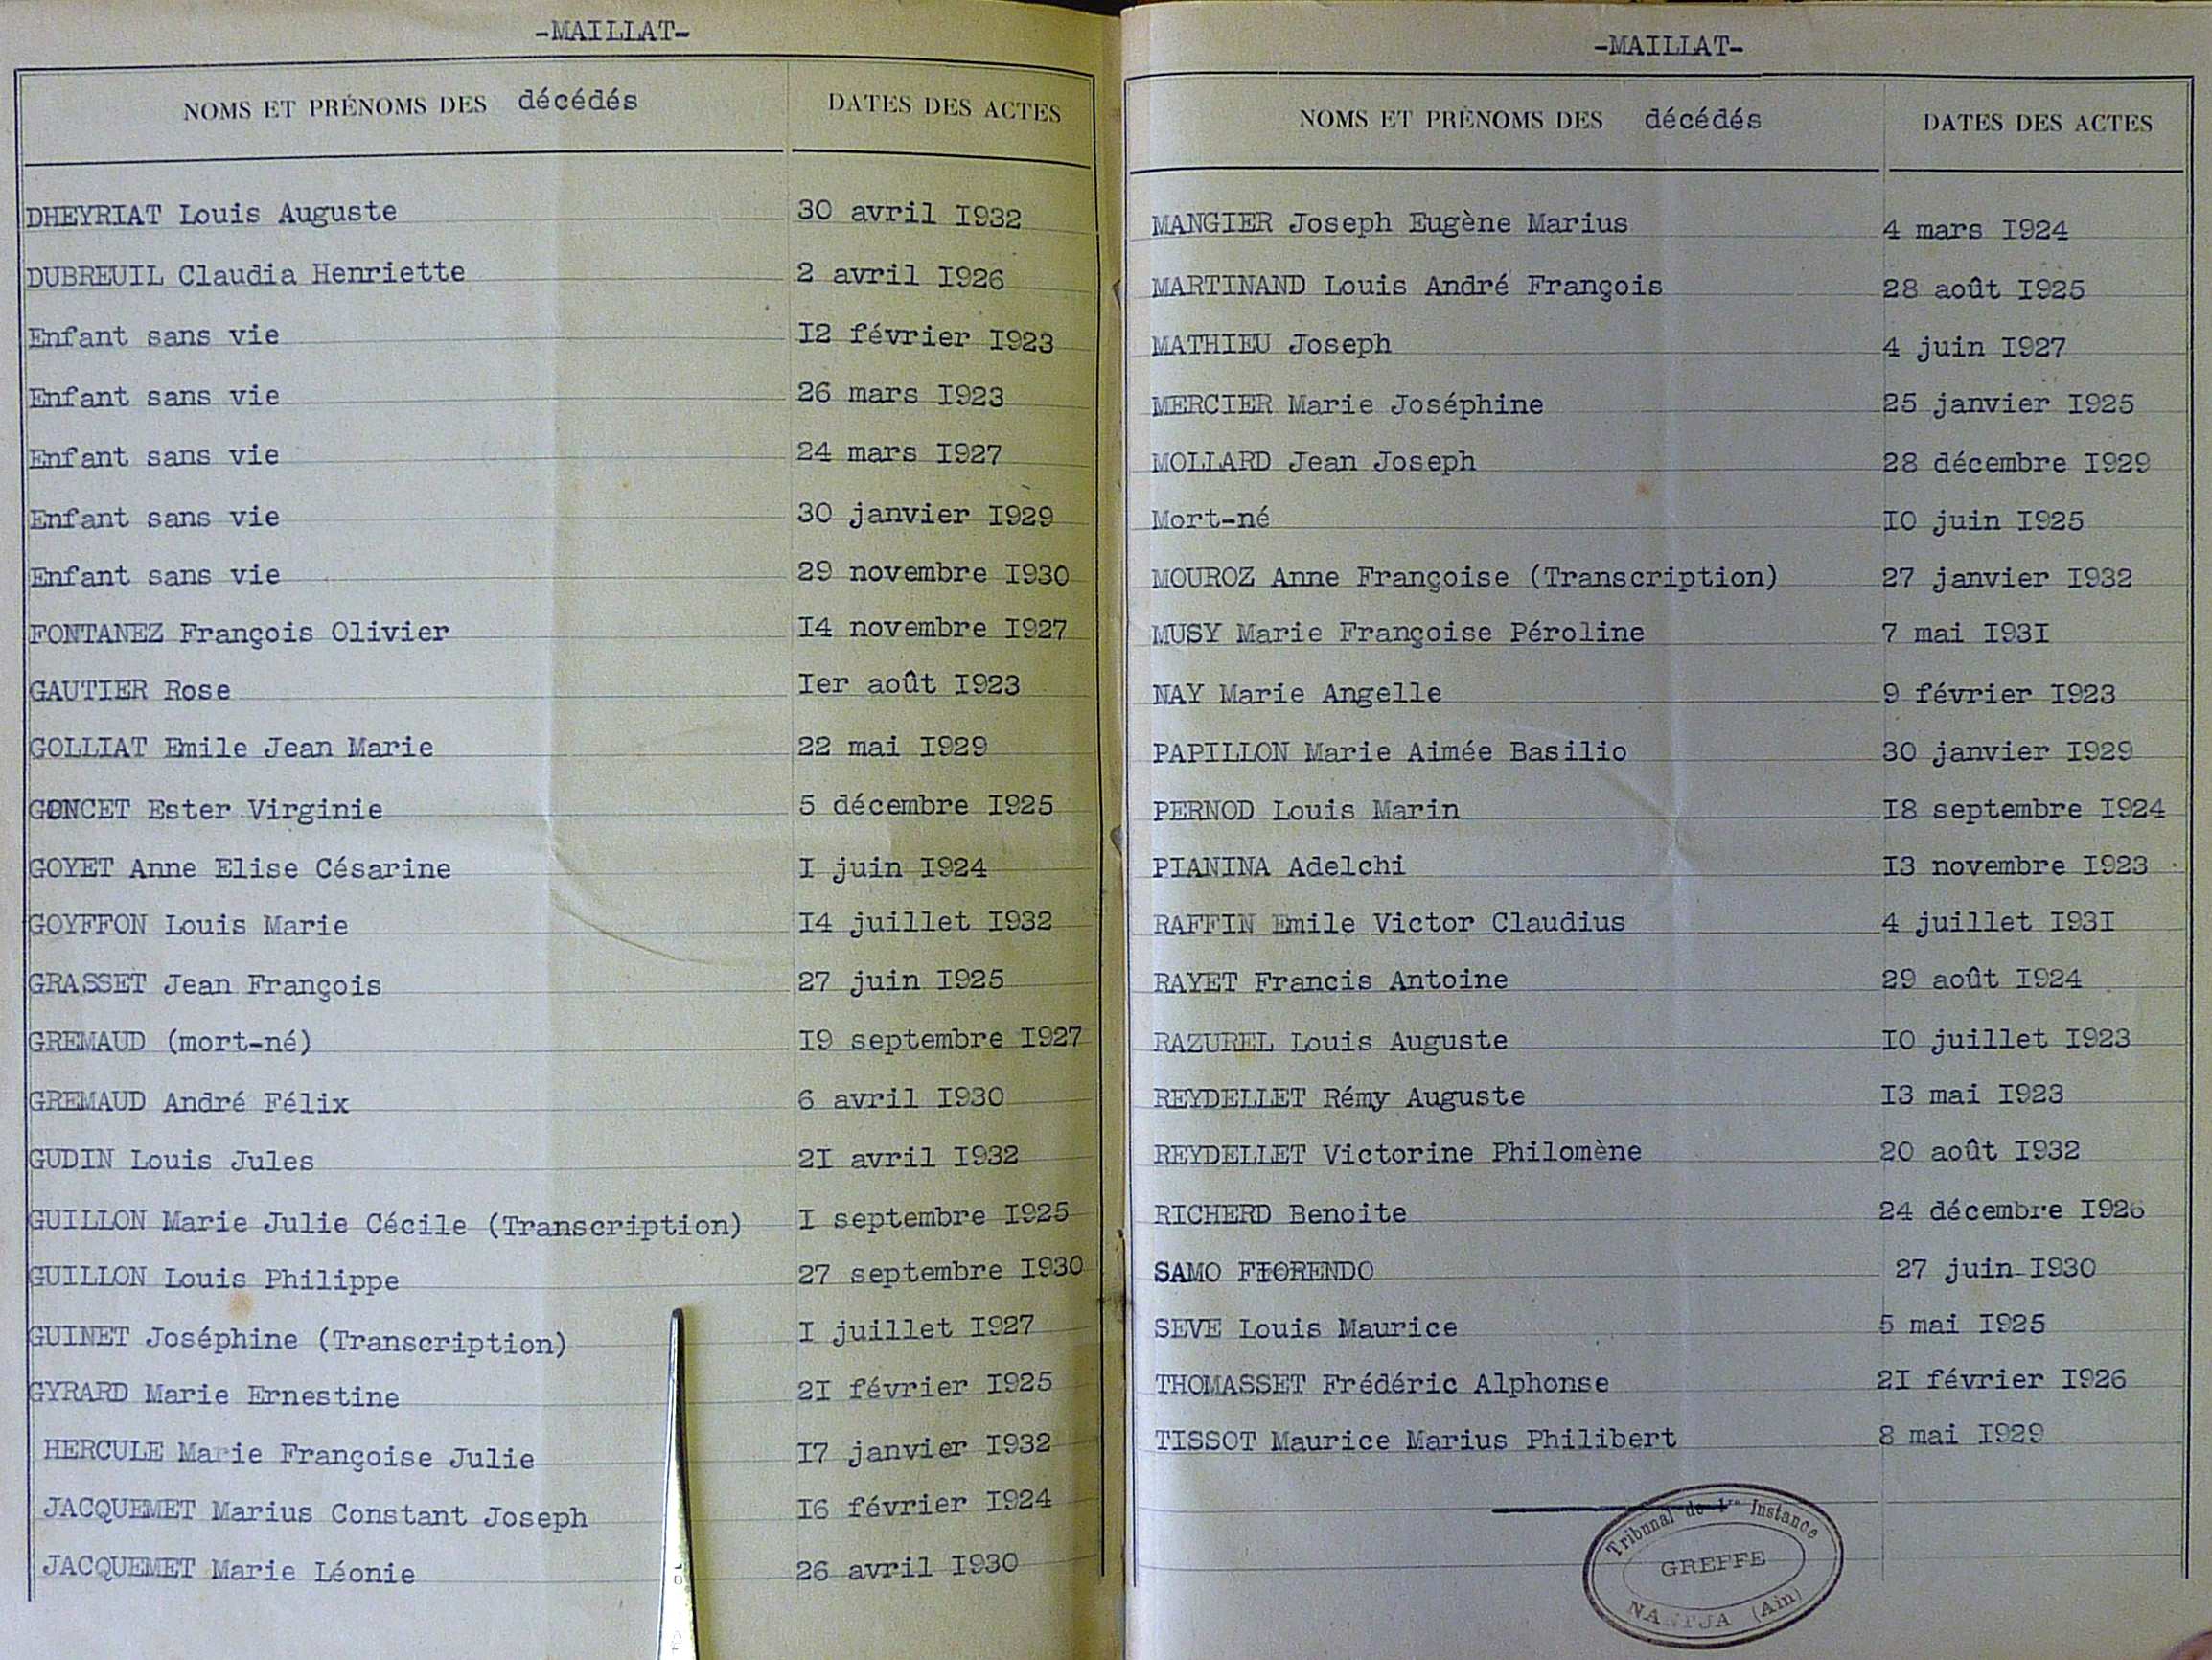 -MAILLAT-
NOMS ET PRÉNOMS DES décédés DATES DES ACTES
DHEYRIAT Louis Auguste 30 avril I932
DUBREUIL Claudia Henriette 2 avril I926
Enfant sans vie I2 février I923
Enfant sans vie 26 mars I923
Enfant sans vie 24 mars I927
Enfant sans vie 30 janvier I929
Enfant sans vie 29 novembre I930
FONTANEZ François Olivier I4 novembre I927
GAUTIER Rose Ier août I923
GOLLIAT Emile Jean Marie 22 mai I929
GONCET Ester Virginie 5 décembre I925
GOYET Anne Elise Césarine I juin I924
GOYFFON Louis Marie I4 juillet I932
GRASSET Jean François 27 juin I925
GREMAUD (mort-né) I9 septembre I927
GREMAUD André Félix 6 avril I930
GUDIN Louis Jules 2I avril I932
GUILLON Marie Julie Cécile (Transcription) I septembre I925
GUILLON Louis Philippe 27 septembre I930
GUINET Joséphine (Transcription) I juillet I927
GYRARD Marie Ernestine 2I février I925
HERCULE Marie Françoise Julie I7 janvier I932
JACQUEMET Marius Constant Joseph I6 février I924
JACQUEMET Marie Léonie 26 avril I930
-MAILLAT-
NOMS ET PRÉNOMS DES décédés DATES DES ACTES
MANGIER Joseph Eugène Marius 4 mars I924
MARTINAND Louis André François 28 août I925
MATHIEU Joseph 4 juin I927
MERCIER Marie Joséphine 25 janvier I925
MOLLARD Jean Joseph 28 décembre I929
Mort-né IO juin I925
MOUROZ Anne Françoise (Transcription) 27 janvier I932
MUSY Marie Françoise Péroline 7 mai I93I
NAY Marie Angelle 9 février I923
PAPILLON Marie Aimée Basilio 30 janvier I929
PERNOD Louis Marin I8 septembre I924
PIANINA Adelchi I3 novembre I923
RAFFIN Emile Victor Claudius 4 juillet I93I
RAYET Francis Antoine 29 août I924
RAZUREL Louis Auguste IO juillet I923
REYDELLET Rémy Auguste I3 mai I923
REYDELLET Victorine Philomène 20 août I932
RICHERD Benoite 24 décembre I926
SAMO 27 juin I930
SEVE Louis Maurice 5 mai I925
THOMASSET Frédéric Alphonse 2I février I926
TISSOT Maurice Marius Philibert 8 mai I929
Tribunal de 1re Instance
GREFFE
NANTUA (Ain)